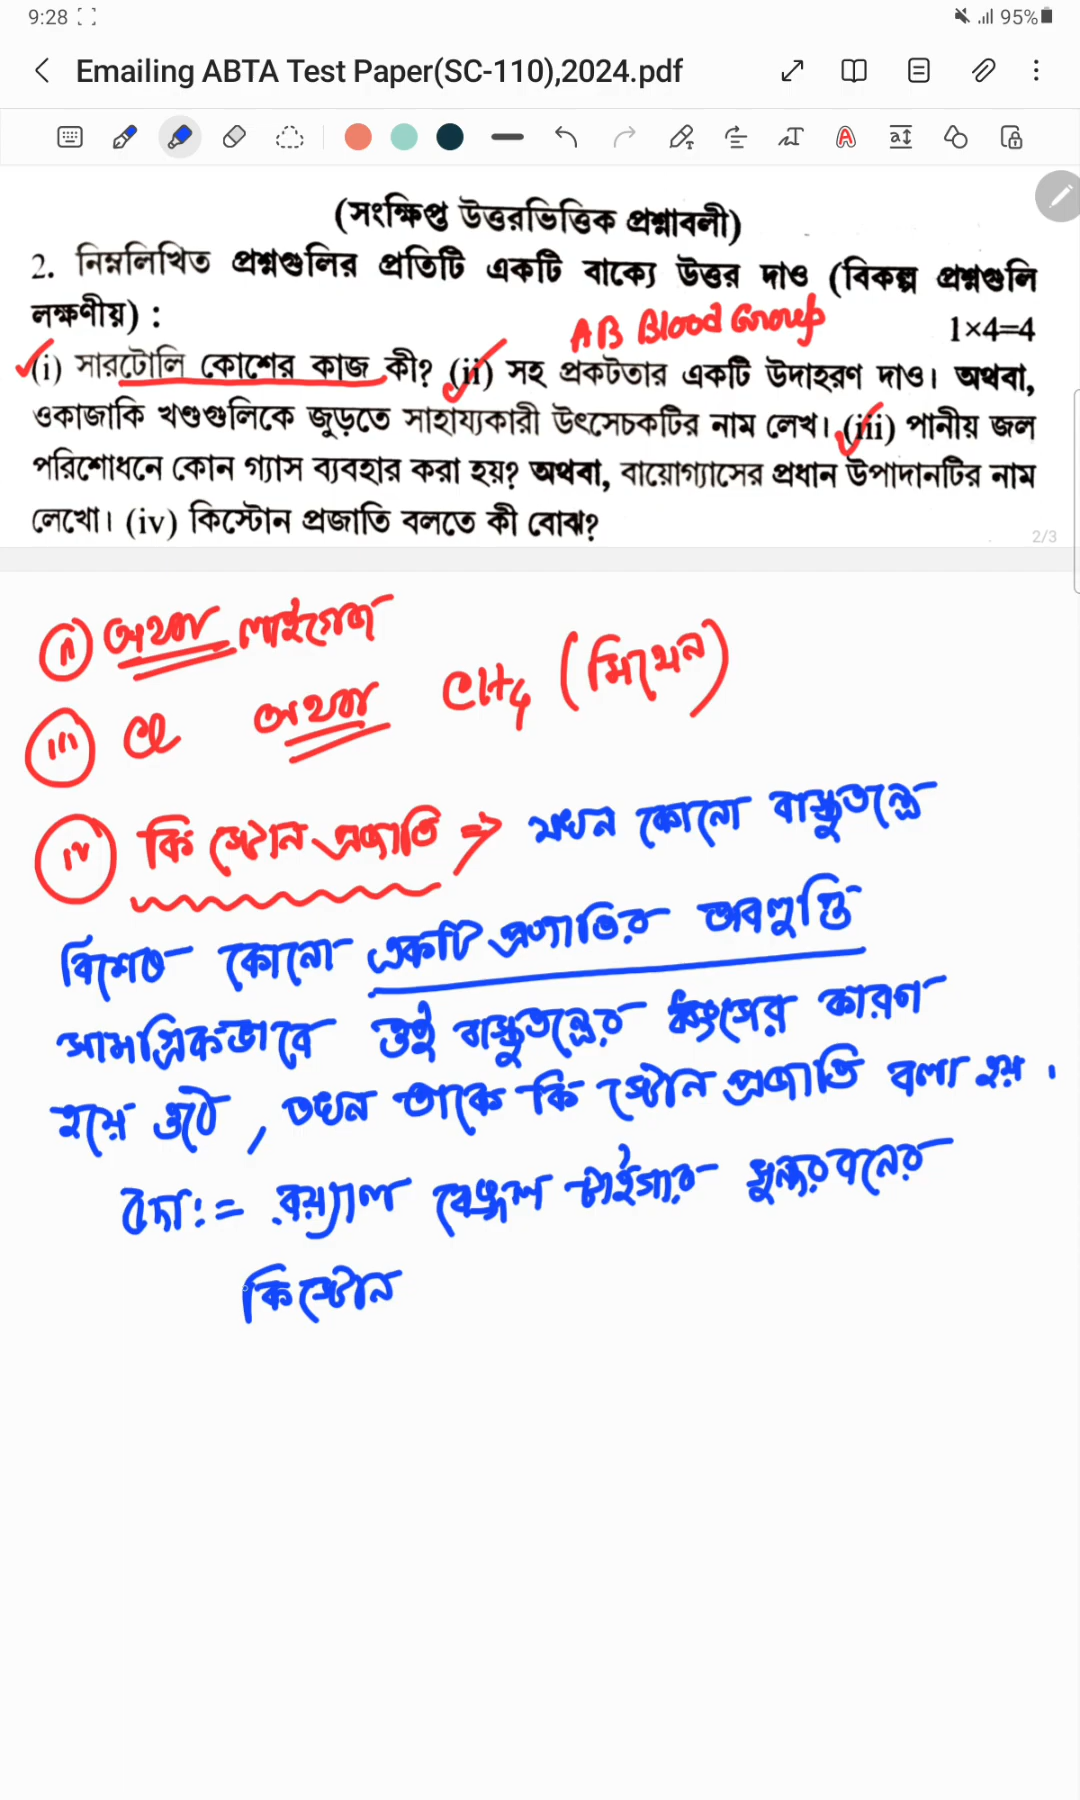 9:28
95%
Emailing ABTA Test Paper(SC-110),2024.pdf
(সংক্ষিপ্ত উত্তরভিত্তিক প্রশ্নাবলী)
2. নিম্নলিখিত প্রশ্নগুলির প্রতিটি একটি বাক্যে উত্তর দাও (বিকল্প প্রশ্নগুলি
লক্ষণীয়) : 1×4=4
AB Blood Group
(i) সারটোলি কোশের কাজ কী? (ii) সহ প্রকটতার একটি উদাহরণ দাও। অথবা,
ওকাজাকি খণ্ডগুলিকে জুড়তে সাহায্যকারী উৎসেচকটির নাম লেখ। (iii) পানীয় জল
পরিশোধনে কোন গ্যাস ব্যবহার করা হয়? অথবা, বায়োগ্যাসের প্রধান উপাদানটির নাম
লেখো। (iv) কিস্টোন প্রজাতি বলতে কী বোঝ?
2/3
ii অথবা লাইগেজ
iii Cl অথবা CH4 (মিথেন)
iv কিস্টোন প্রজাতি ⇒ যখন কোনো বাস্তুতন্ত্রে
বিশেষ কোনো একটি প্রজাতির অবলুপ্তি
সামগ্রিকভাবে ওই বাস্তুতন্ত্রের ধ্বংসের কারণ
হয়ে ওঠে, তখন তাকে কিস্টোন প্রজাতি বলা হয়।
উদা := রয়্যাল বেঙ্গল টাইগার সুন্দরবনের
কিস্টোন